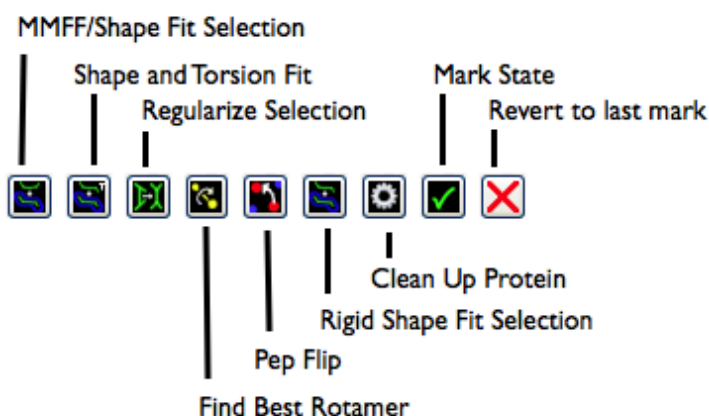 MMFF/Shape Fit Selection
Shape and Torsion Fit
Mark State
Regularize Selection
Revert to last mark
Clean Up Protein
Rigid Shape Fit Selection
Pep Flip
Find Best Rotamer